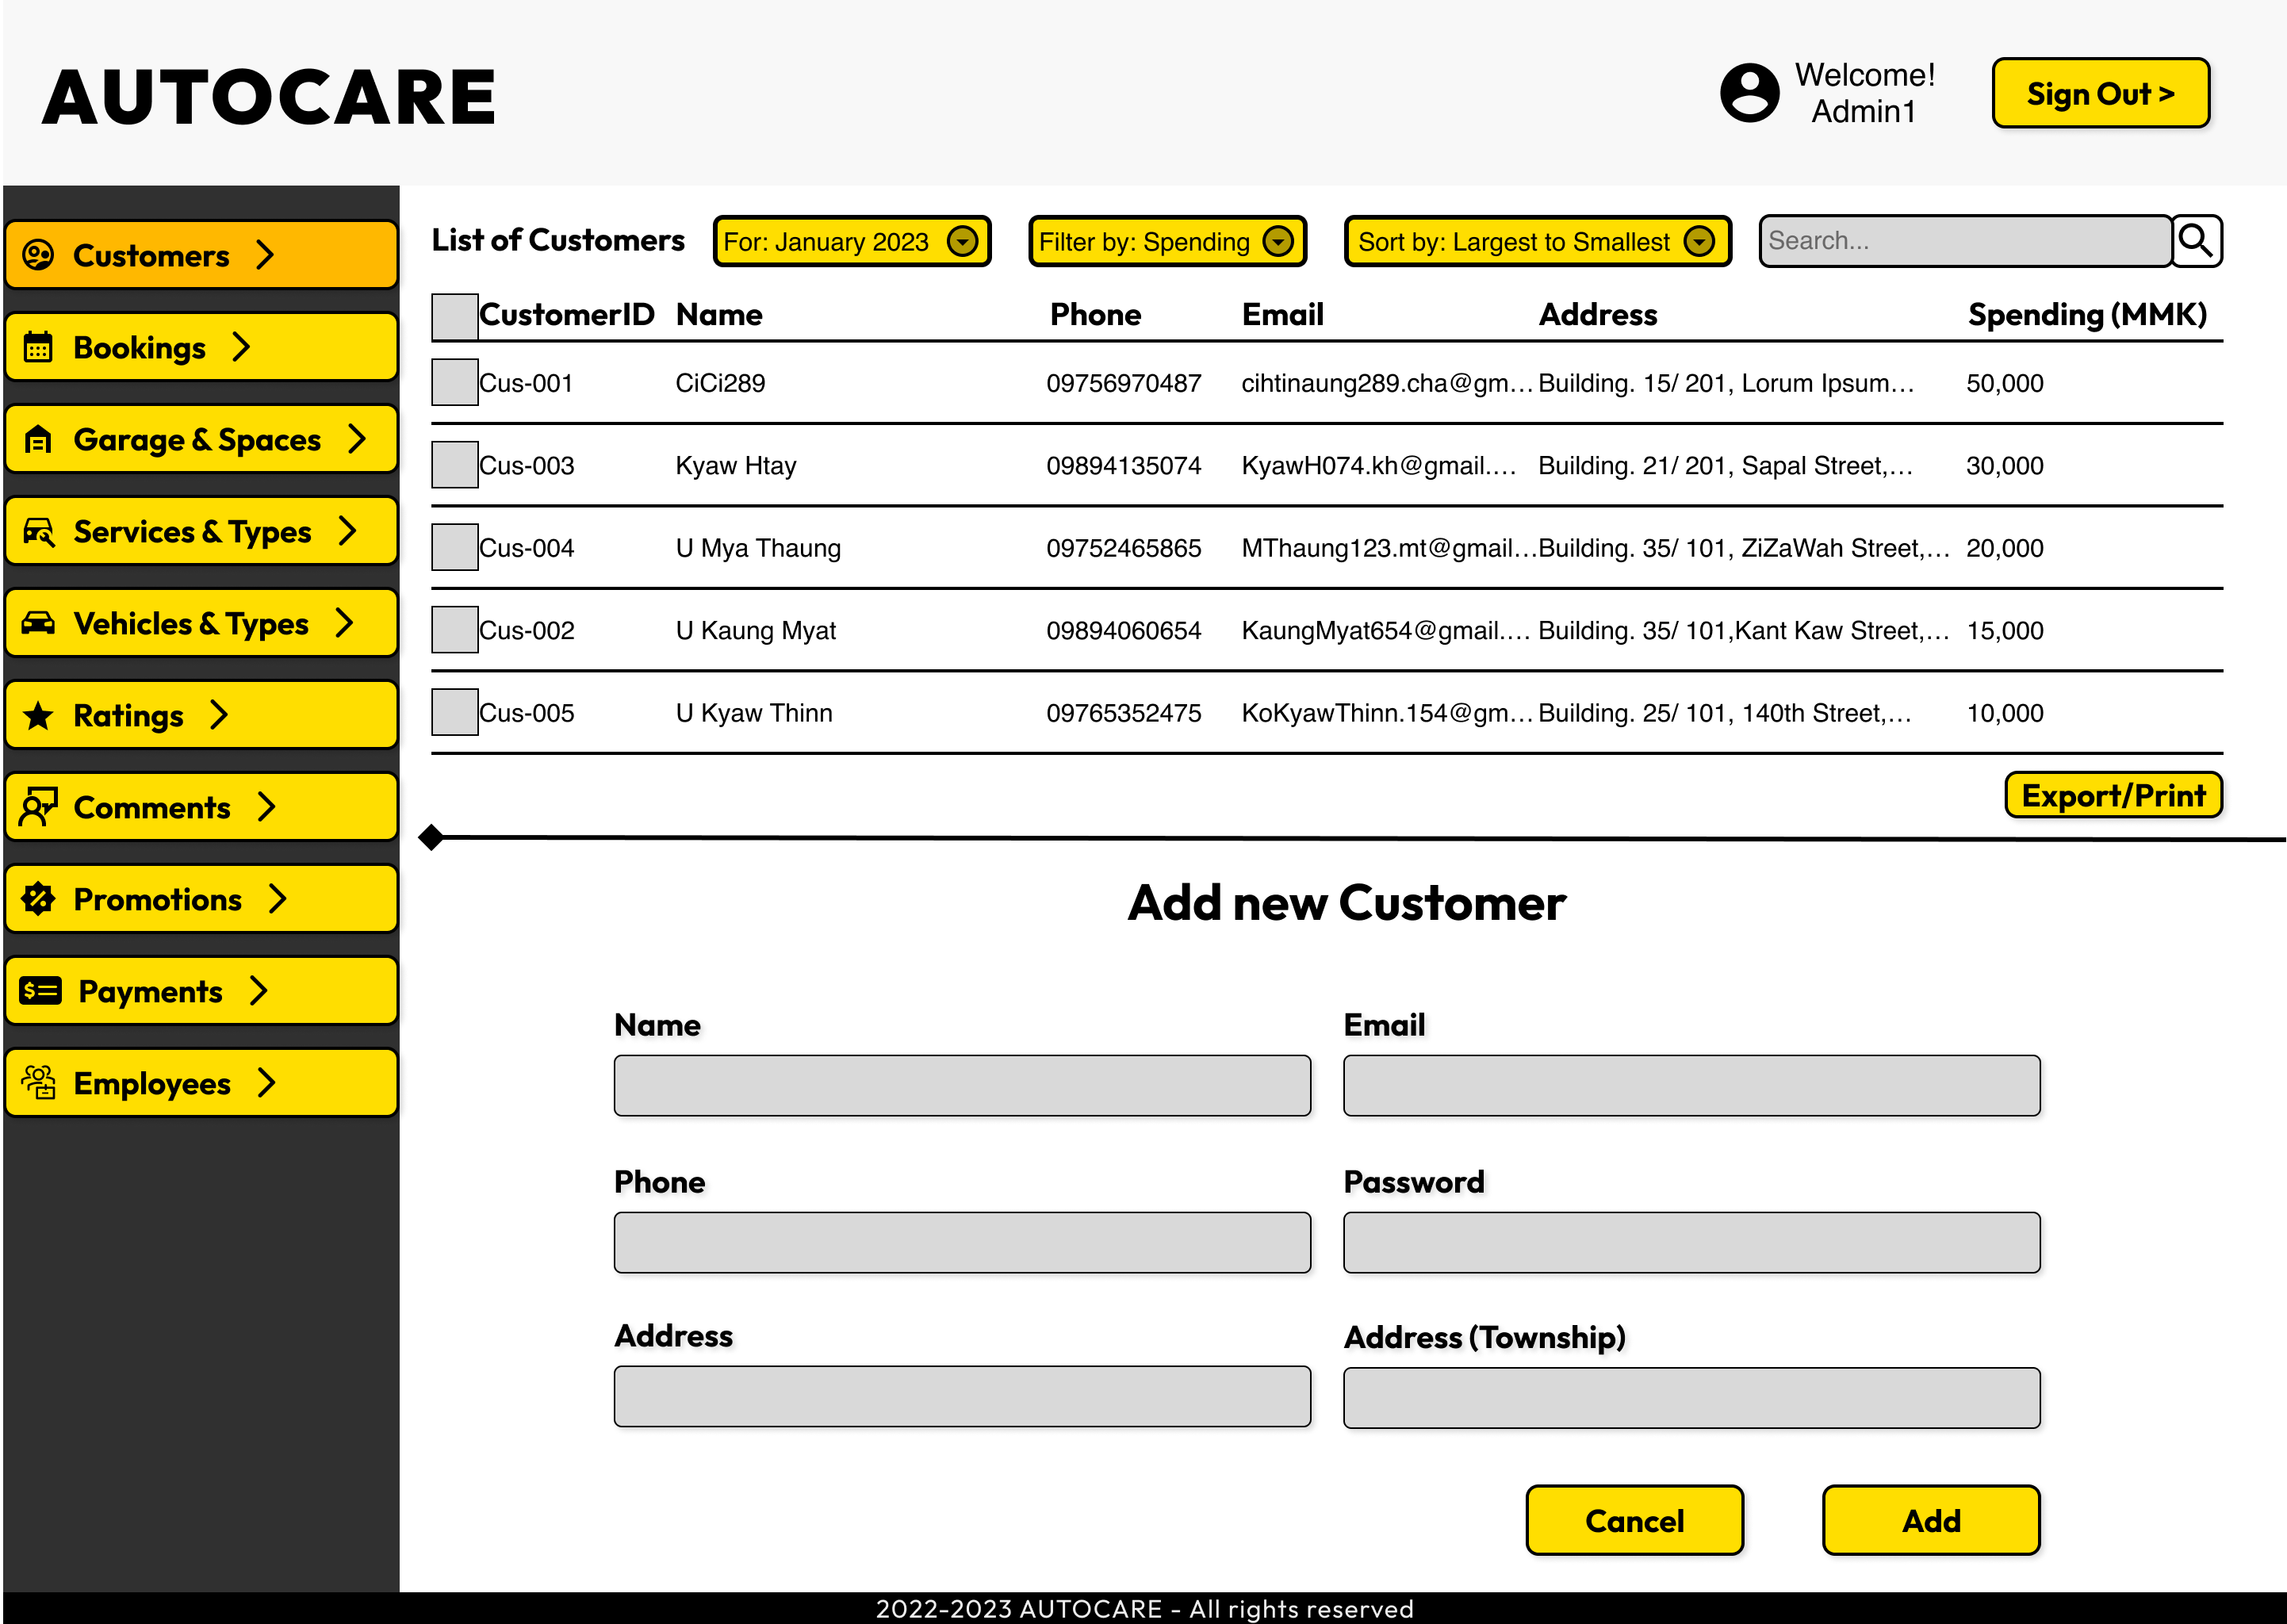 AUTOCARE
Welcome!
Admin1
Sign Out >
Customers
Bookings
Garage & Spaces
Services & Types
Vehicles & Types
Ratings
Comments
Promotions
Payments
Employees
List of Customers For: January 2023 Filter by: Spending Sort by: Largest to Smallest Search...
CustomerID Name Phone Email Address Spending (MMK)
Cus-001 CiCi289 09756970487 cihtinaung289.cha@gm... Building. 15/ 201, Lorum Ipsum... 50,000
Cus-003 Kyaw Htay 09894135074 KyawH074.kh@gmail.... Building. 21/ 201, Sapal Street,... 30,000
Cus-004 U Mya Thaung 09752465865 MThaung123.mt@gmail... Building. 35/ 101, ZiZaWah Street,... 20,000
Cus-002 U Kaung Myat 09894060654 KaungMyat654@gmail.... Building. 35/ 101,Kant Kaw Street,... 15,000
Cus-005 U Kyaw Thinn 09765352475 KoKyawThinn.154@gm... Building. 25/ 101, 140th Street,... 10,000
Export/Print
Add new Customer
Name Email
Phone Password
Address Address (Township)
Cancel Add
2022-2023 AUTOCARE - All rights reserved